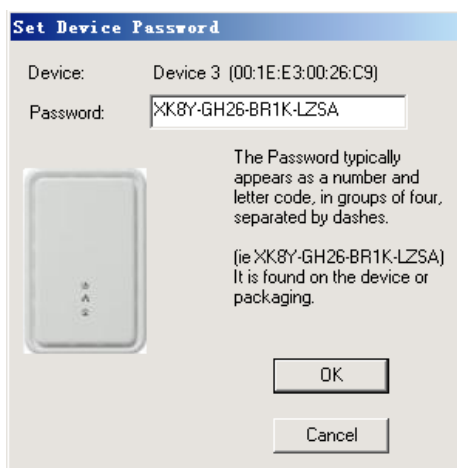 Set Device Password
Device: Device 3 (00:1E:E3:00:26:C9)
Password: XK8Y-GH26-BR1K-LZSA
The Password typically
appears as a number and
letter code, in groups of four,
separated by dashes.
(ie XK8Y-GH26-BR1K-LZSA)
It is found on the device or
packaging.
OK
Cancel